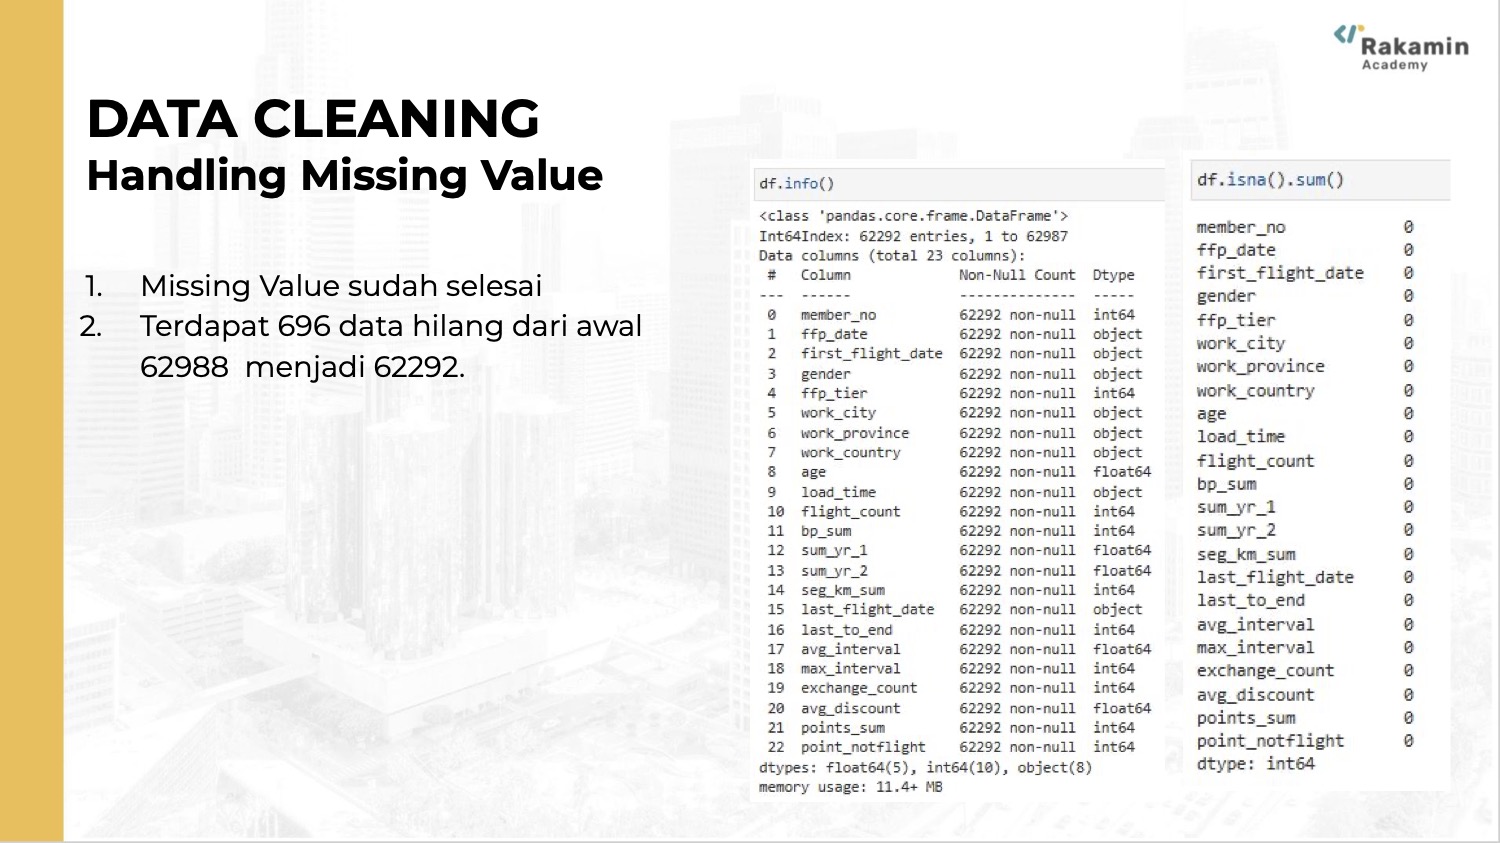 Rakamin
Academy
DATA CLEANING
Handling Missing Value
1. Missing Value sudah selesai
2. Terdapat 696 data hilang dari awal
62988  menjadi 62292.
df.info()
<class 'pandas.core.frame.DataFrame'>
Int64Index: 62292 entries, 1 to 62987
Data columns (total 23 columns):
 #   Column             Non-Null Count  Dtype
---  ------             --------------  -----
 0   member_no          62292 non-null  int64
 1   ffp_date           62292 non-null  object
 2   first_flight_date  62292 non-null  object
 3   gender             62292 non-null  object
 4   ffp_tier           62292 non-null  int64
 5   work_city          62292 non-null  object
 6   work_province      62292 non-null  object
 7   work_country       62292 non-null  object
 8   age                62292 non-null  float64
 9   load_time          62292 non-null  object
 10  flight_count       62292 non-null  int64
 11  bp_sum             62292 non-null  int64
 12  sum_yr_1           62292 non-null  float64
 13  sum_yr_2           62292 non-null  float64
 14  seg_km_sum         62292 non-null  int64
 15  last_flight_date   62292 non-null  object
 16  last_to_end        62292 non-null  int64
 17  avg_interval       62292 non-null  float64
 18  max_interval       62292 non-null  int64
 19  exchange_count     62292 non-null  int64
 20  avg_discount       62292 non-null  float64
 21  points_sum         62292 non-null  int64
 22  point_notflight    62292 non-null  int64
dtypes: float64(5), int64(10), object(8)
memory usage: 11.4+ MB
df.isna().sum()
member_no            0
ffp_date             0
first_flight_date    0
gender               0
ffp_tier             0
work_city            0
work_province        0
work_country         0
age                  0
load_time            0
flight_count         0
bp_sum               0
sum_yr_1             0
sum_yr_2             0
seg_km_sum           0
last_flight_date     0
last_to_end          0
avg_interval         0
max_interval         0
exchange_count       0
avg_discount         0
points_sum           0
point_notflight      0
dtype: int64